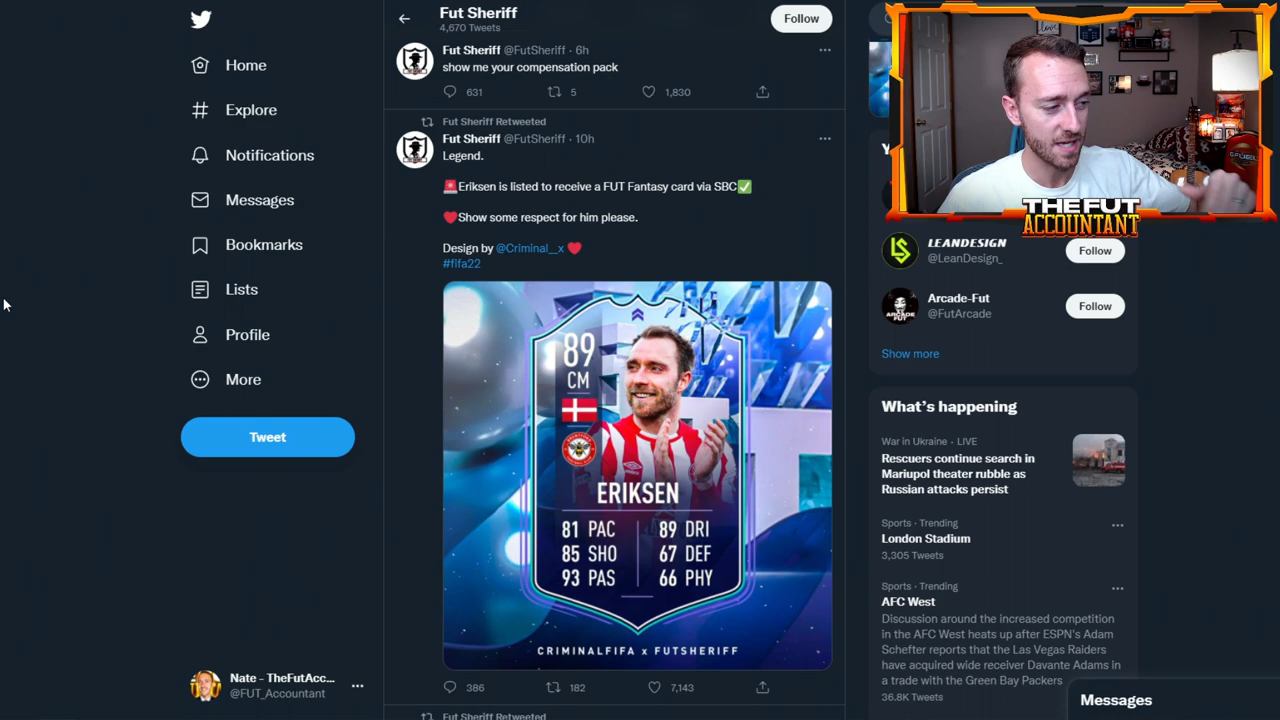 Home
Explore
Notifications
Messages
Bookmarks
Lists
Profile
More
Tweet
Nate - TheFutAcc...
@FUT_Accountant
Fut Sheriff
4,670 Tweets
Follow
Fut Sheriff @FutSheriff · 6h
show me your compensation pack
631 5 1,830
Fut Sheriff Retweeted
Fut Sheriff @FutSheriff · 10h
Legend.
🚨Eriksen is listed to receive a FUT Fantasy card via SBC✅
❤️Show some respect for him please.
Design by @Criminal__x ❤️
#fifa22
89
CM
ERIKSEN
81 PAC 89 DRI
85 SHO 67 DEF
93 PAS 66 PHY
CRIMINALFIFA x FUTSHERIFF
386 182 7,143
Fut Sheriff Retweeted
THE FUT
ACCOUNTANT
LEANDESIGN
@LeanDesign_
Follow
Arcade-Fut
@FutArcade
Follow
Show more
What's happening
War in Ukraine · LIVE
Rescuers continue search in
Mariupol theater rubble as
Russian attacks persist
Sports · Trending
London Stadium
3,305 Tweets
Sports · Trending
AFC West
Discussion around the increased competition
in the AFC West heats up after ESPN's Adam
Schefter reports that the Las Vegas Raiders
have acquired wide receiver Davante Adams in
a trade with the Green Bay Packers
36.8K Tweets
Messages